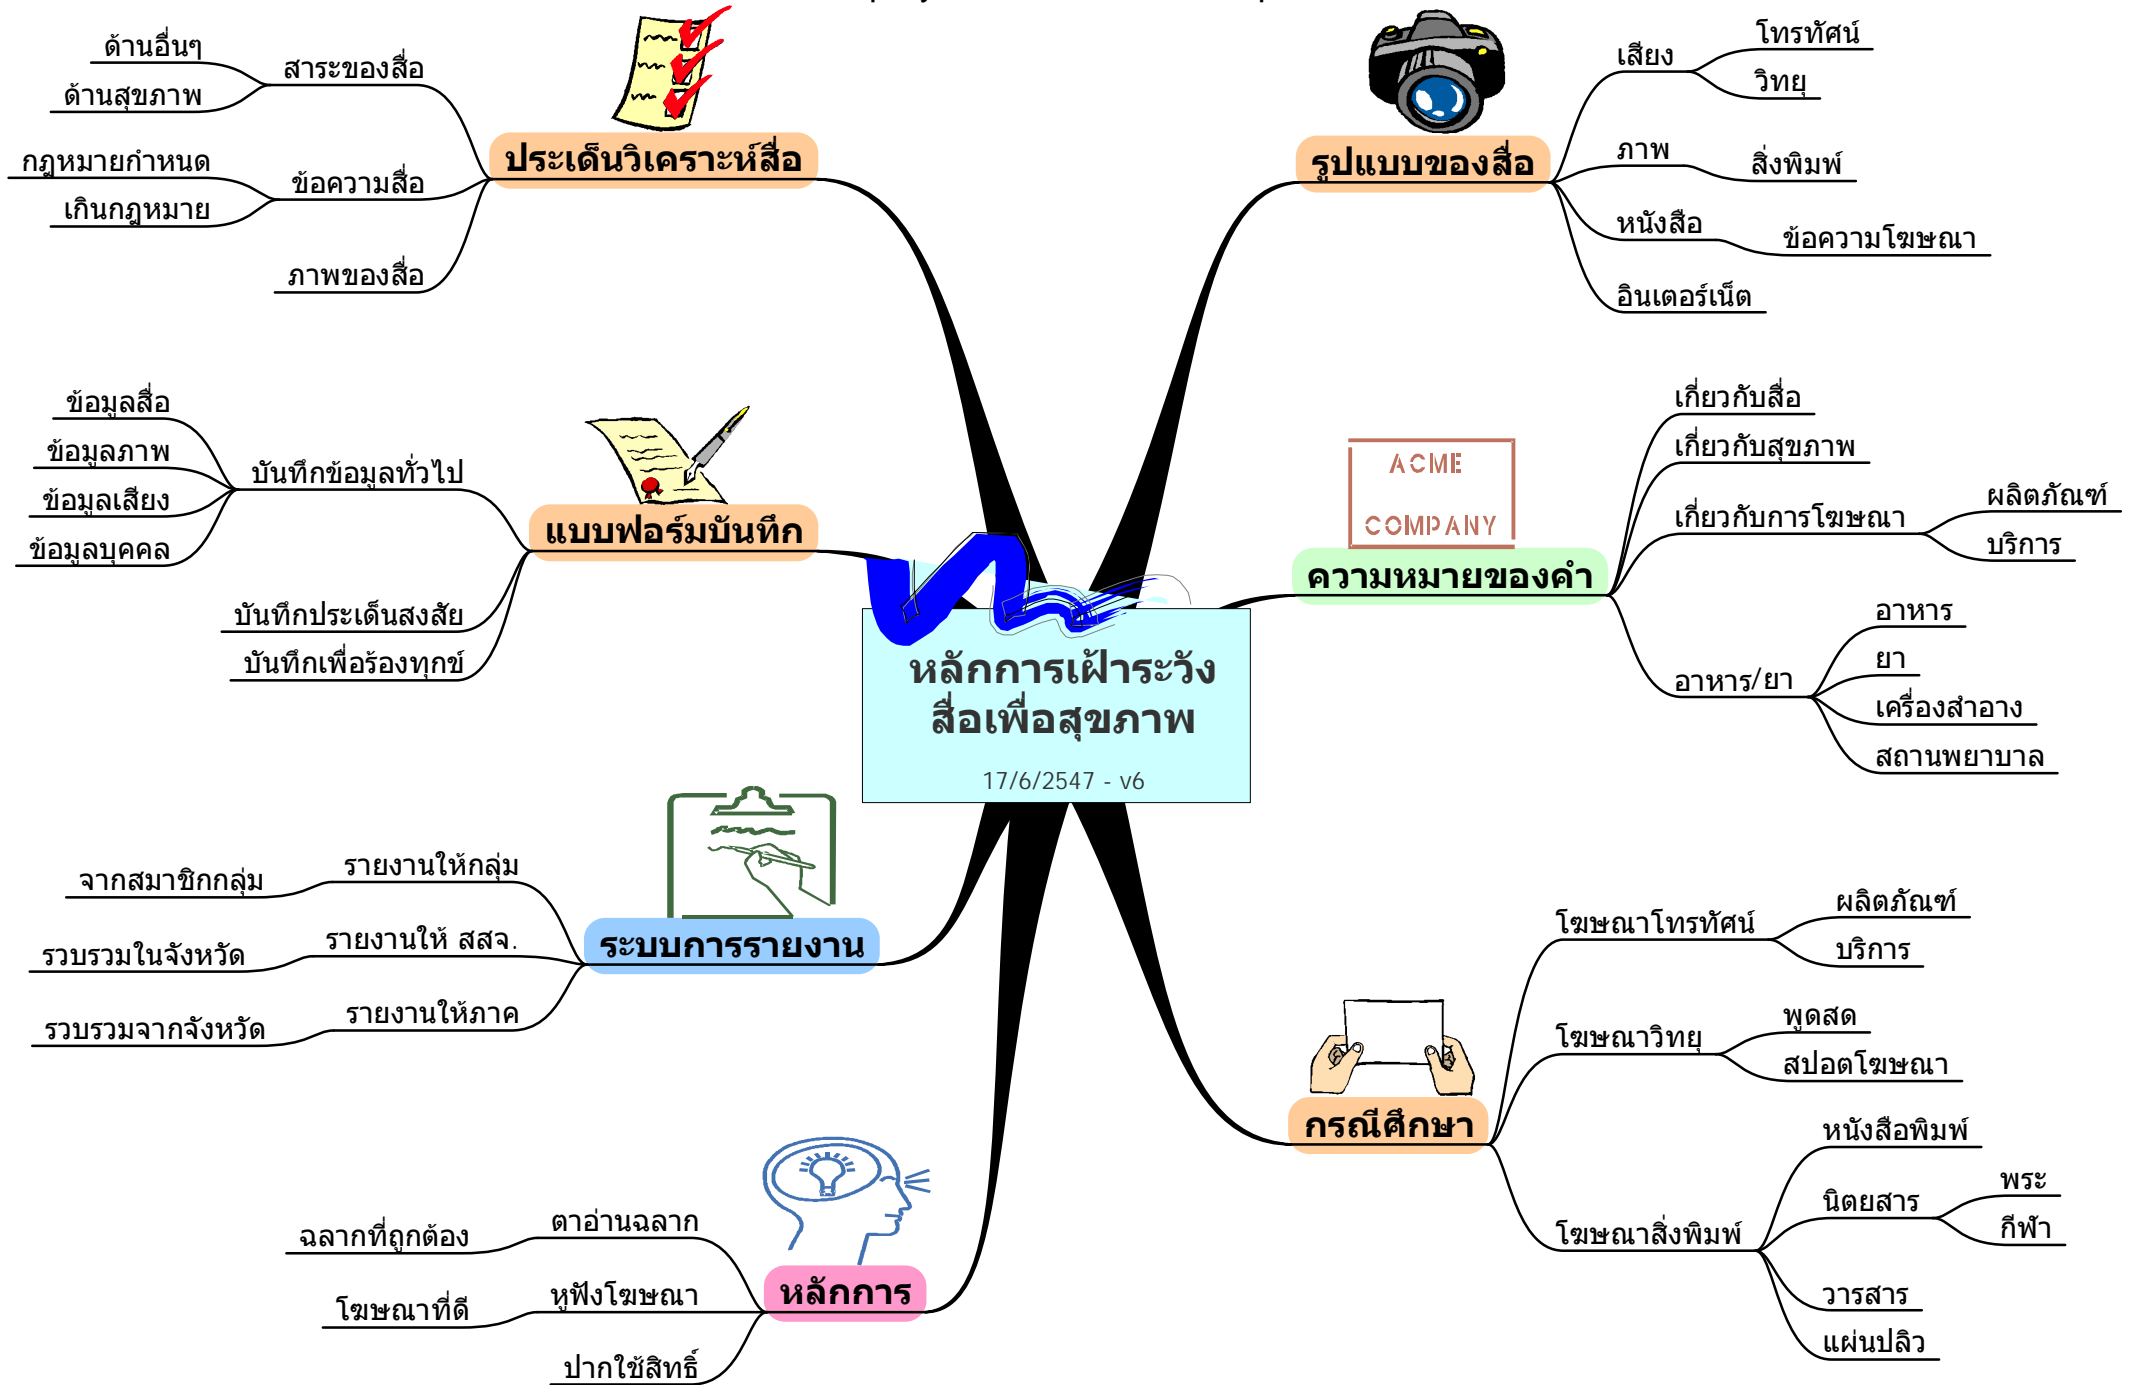 ด้านอื่นๆ
ด้านสุขภาพ
สาระของสื่อ
กฎหมายกำหนด
เกินกฎหมาย
ข้อความสื่อ
ภาพของสื่อ
ประเด็นวิเคราะห์สื่อ
รูปแบบของสื่อ
เสียง
โทรทัศน์
วิทยุ
ภาพ
สิ่งพิมพ์
หนังสือ
ข้อความโฆษณา
อินเตอร์เน็ต
ข้อมูลสื่อ
ข้อมูลภาพ
ข้อมูลเสียง
ข้อมูลบุคคล
บันทึกข้อมูลทั่วไป
บันทึกประเด็นสงสัย
บันทึกเพื่อร้องทุกข์
แบบฟอร์มบันทึก
ACME
COMPANY
ความหมายของคำ
เกี่ยวกับสื่อ
เกี่ยวกับสุขภาพ
เกี่ยวกับการโฆษณา
ผลิตภัณฑ์
บริการ
อาหาร/ยา
อาหาร
ยา
เครื่องสำอาง
สถานพยาบาล
หลักการเฝ้าระวัง
สื่อเพื่อสุขภาพ
17/6/2547 - v6
จากสมาชิกกลุ่ม
รายงานให้กลุ่ม
รวบรวมในจังหวัด
รายงานให้ สสจ.
รวบรวมจากจังหวัด
รายงานให้ภาค
ระบบการรายงาน
กรณีศึกษา
โฆษณาโทรทัศน์
ผลิตภัณฑ์
บริการ
โฆษณาวิทยุ
พูดสด
สปอตโฆษณา
โฆษณาสิ่งพิมพ์
หนังสือพิมพ์
นิตยสาร
พระ
กีฬา
วารสาร
แผ่นปลิว
ฉลากที่ถูกต้อง
ตาอ่านฉลาก
โฆษณาที่ดี
หูฟังโฆษณา
ปากใช้สิทธิ์
หลักการ